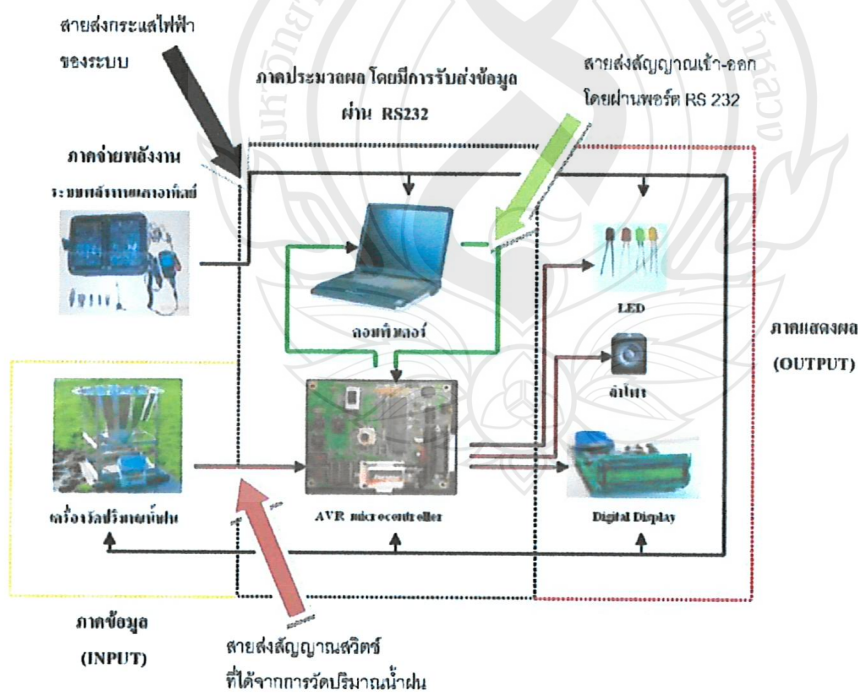 สายส่งกระแสไฟฟ้า
ของระบบ
ภาคประมวลผล โดยมีการรับส่งข้อมูล
ผ่าน RS232
สายส่งสัญญาณเข้า-ออก
โดยผ่านพอร์ต RS 232
ภาคจ่ายพลังงาน
ระบบพลังงานแสงอาทิตย์
คอมพิวเตอร์
LED
ลำโพง
ภาคแสดงผล
(OUTPUT)
เครื่องวัดปริมาณน้ำฝน
AVR microcontroller
Digital Display
ภาคข้อมูล
(INPUT)
สายส่งสัญญาณสวิตช์
ที่ได้จากการวัดปริมาณน้ำฝน